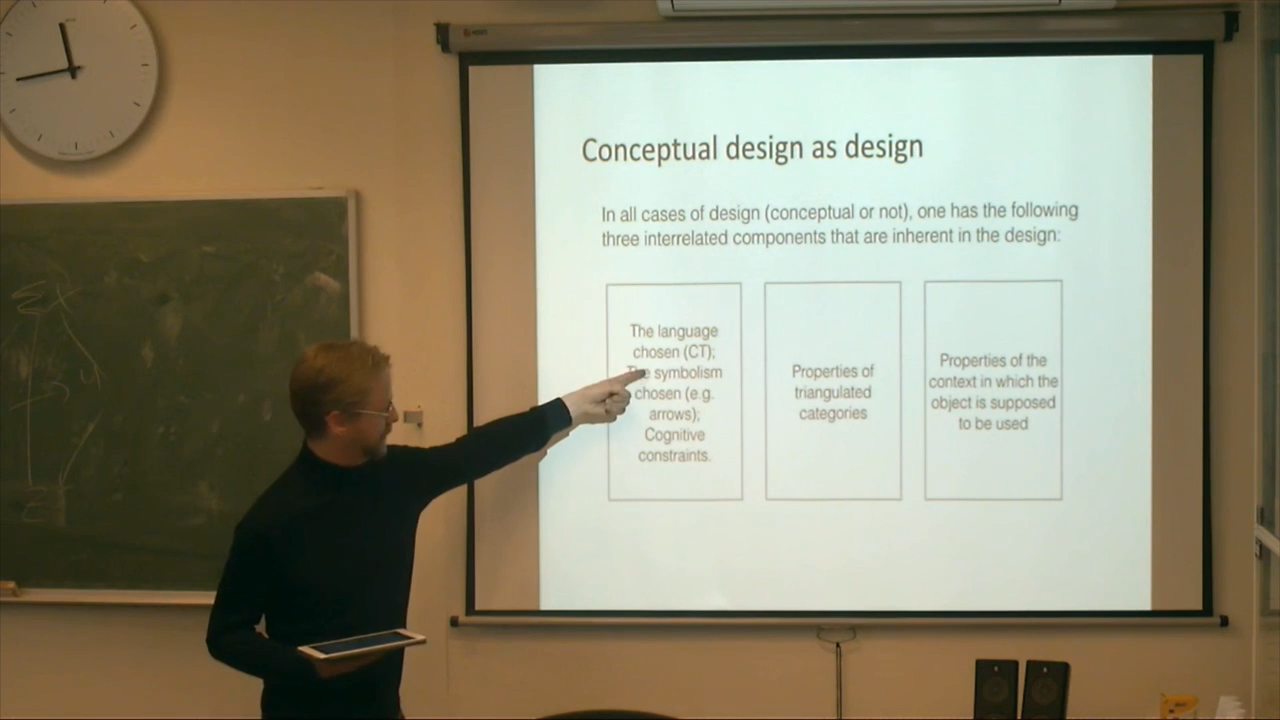 Conceptual design as design
In all cases of design (conceptual or not), one has the following
three interrelated components that are inherent in the design:
The language
chosen (CT);
The symbolism
chosen (e.g.
arrows);
Cognitive
constraints.
Properties of
triangulated
categories
Properties of the
context in which the
object is supposed
to be used